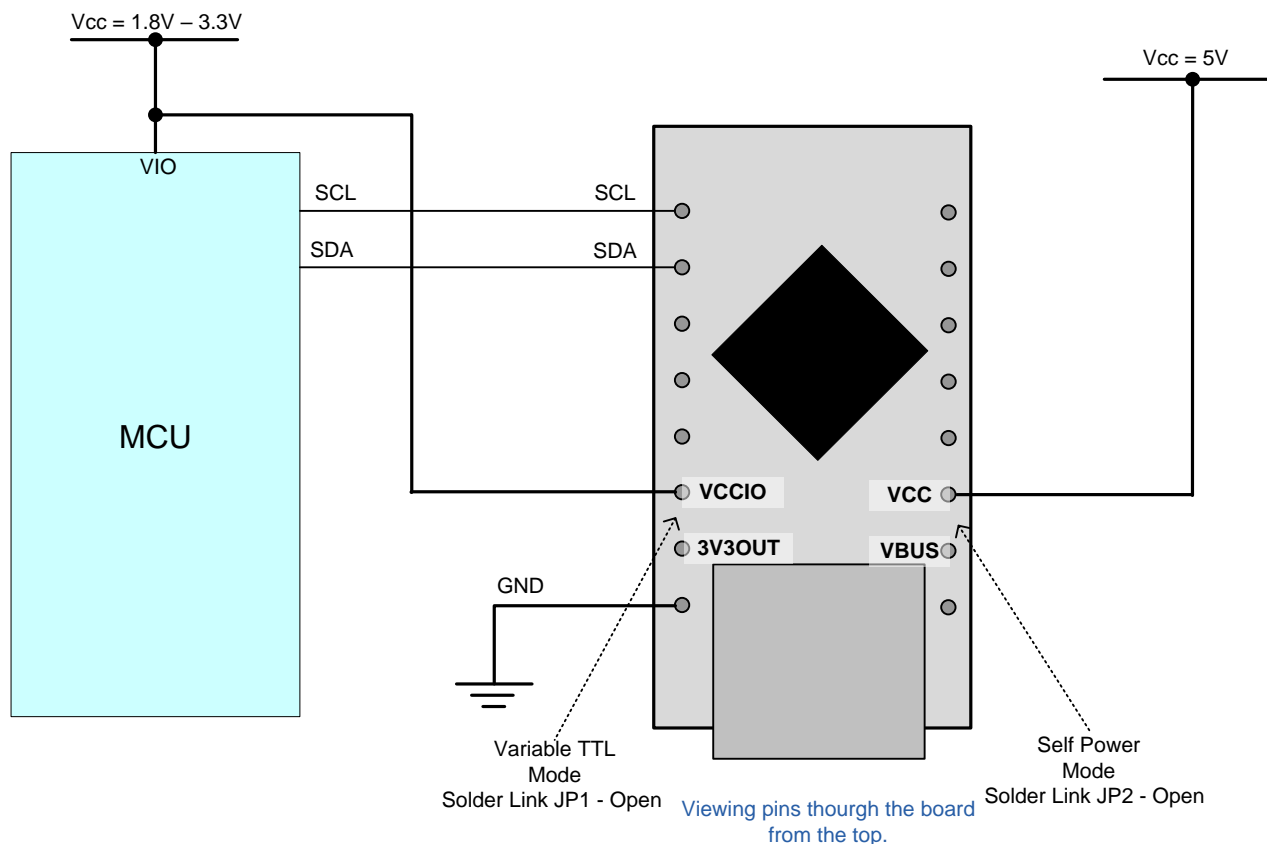 Vcc = 1.8V – 3.3V
Vcc = 5V
VIO
SCL
SCL
SDA
SDA
MCU
VCCIO
VCC
3V3OUT
VBUS
GND
Variable TTL
Mode
Solder Link JP1 - Open
Self Power
Mode
Solder Link JP2 - Open
Viewing pins thourgh the board
from the top.